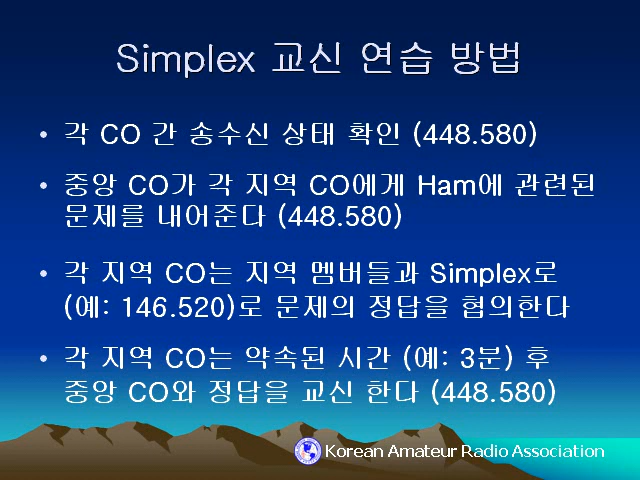 Simplex 교신 연습 방법
• 각 CO 간 송수신 상태 확인 (448.580)
• 중앙 CO가 각 지역 CO에게 Ham에 관련된
문제를 내어준다 (448.580)
• 각 지역 CO는 지역 멤버들과 Simplex로
(예: 146.520)로 문제의 정답을 협의한다
• 각 지역 CO는 약속된 시간 (예: 3분) 후
중앙 CO와 정답을 교신 한다 (448.580)
Korean Amateur Radio Association